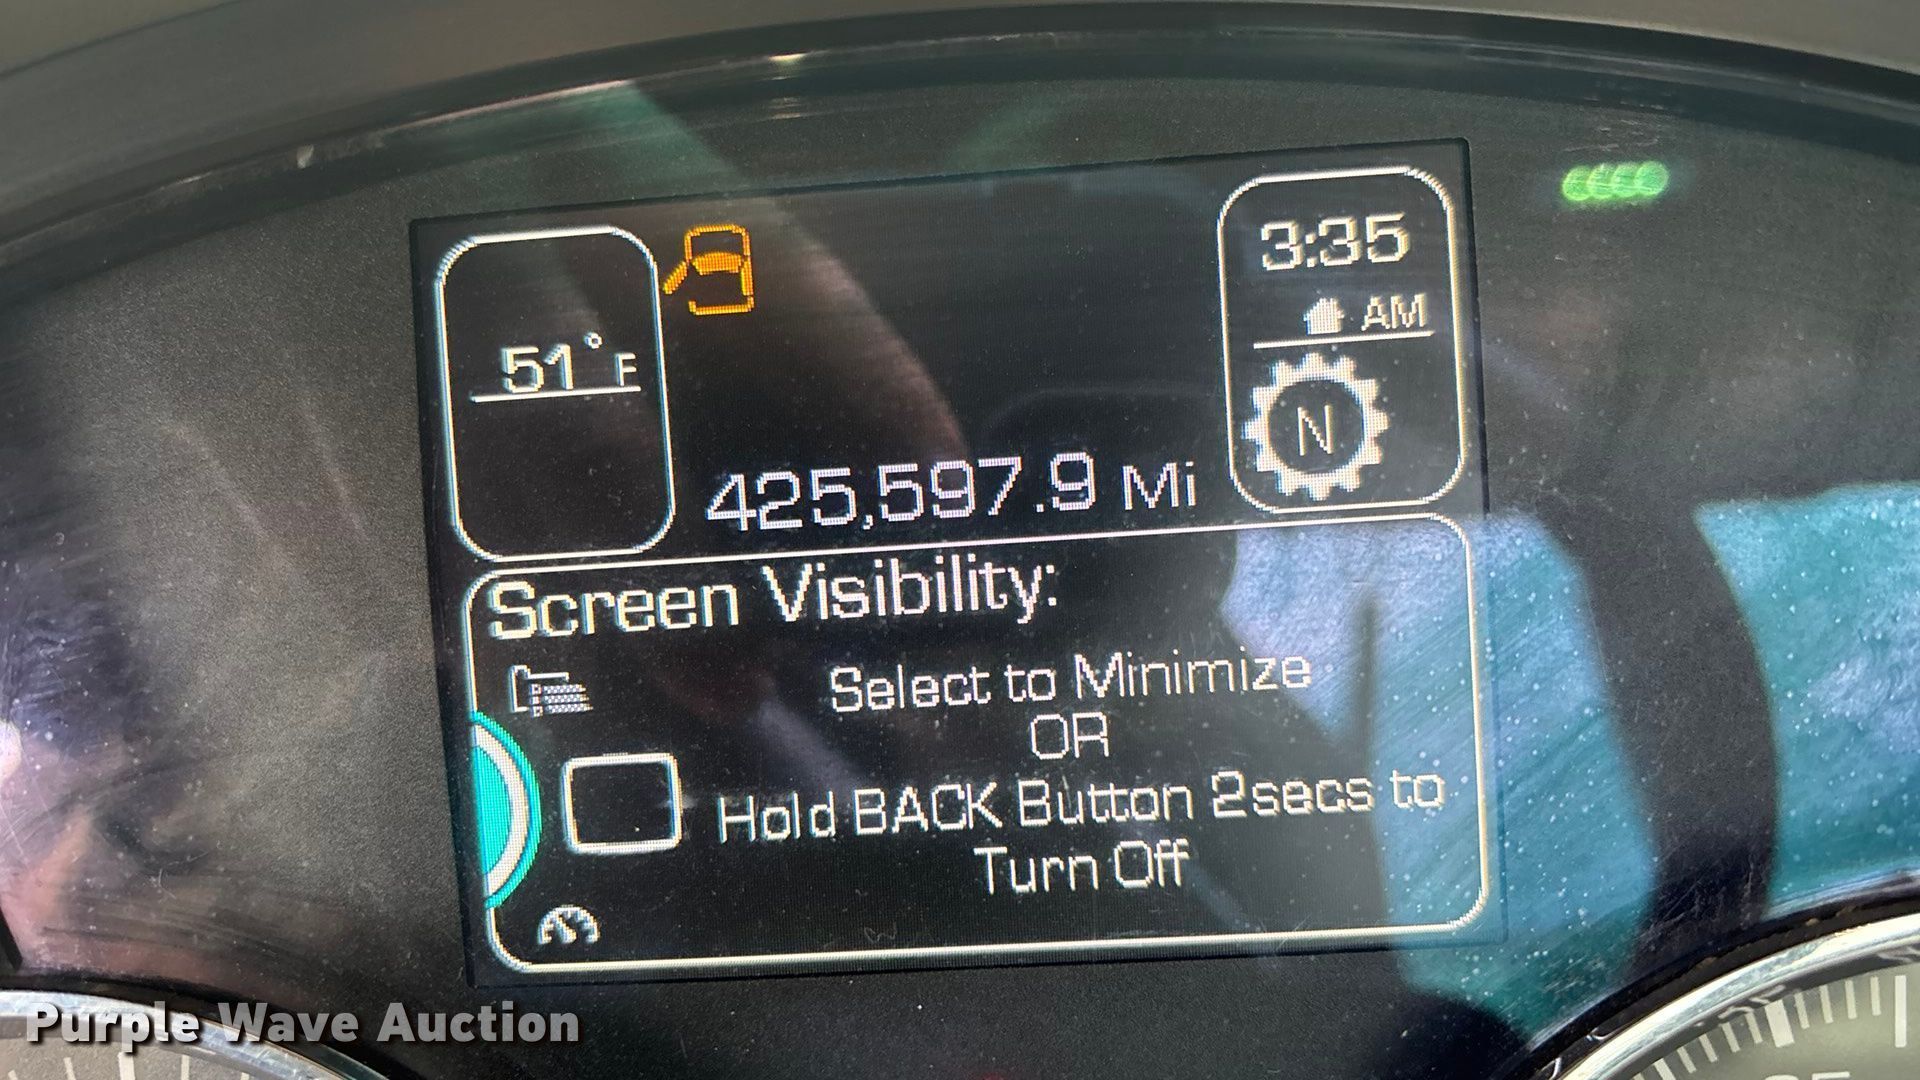 51°F
3:35
AM
N
425,597.9 Mi
Screen Visibility:
Select to Minimize
OR
Hold BACK Button 2secs to
Turn Off
Purple Wave Auction